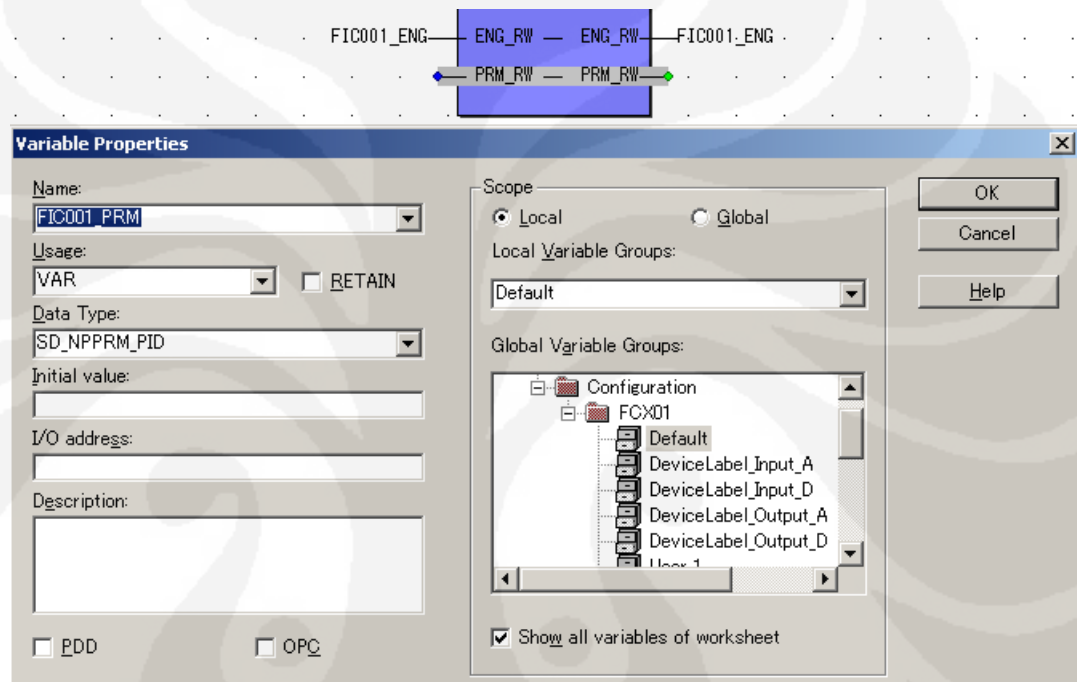 FIC001_ENG ENG_RW ENG_RW FIC001_ENG
PRM_RW PRM_RW
Variable Properties
Name:
FIC001_PRM
Usage:
VAR
RETAIN
Data Type:
SD_NPPRM_PID
Initial value:
I/O address:
Description:
PDD
OPC
Scope
Local
Global
Local Variable Groups:
Default
Global Variable Groups:
Configuration
FCX01
Default
DeviceLabel_Input_A
DeviceLabel_Input_D
DeviceLabel_Output_A
DeviceLabel_Output_D
User 1
Show all variables of worksheet
OK
Cancel
Help